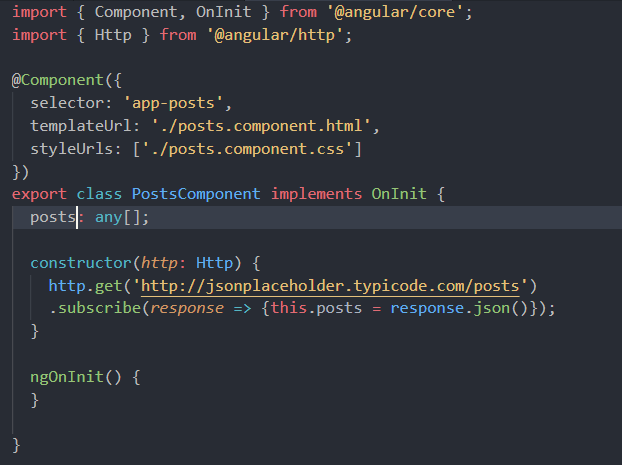 import { Component, OnInit } from '@angular/core';
import { Http } from '@angular/http';
@Component({
  selector: 'app-posts',
  templateUrl: './posts.component.html',
  styleUrls: ['./posts.component.css']
})
export class PostsComponent implements OnInit {
  posts: any[];
  constructor(http: Http) {
    http.get('http://jsonplaceholder.typicode.com/posts')
    .subscribe(response => {this.posts = response.json()});
  }
  ngOnInit() {
  }
}